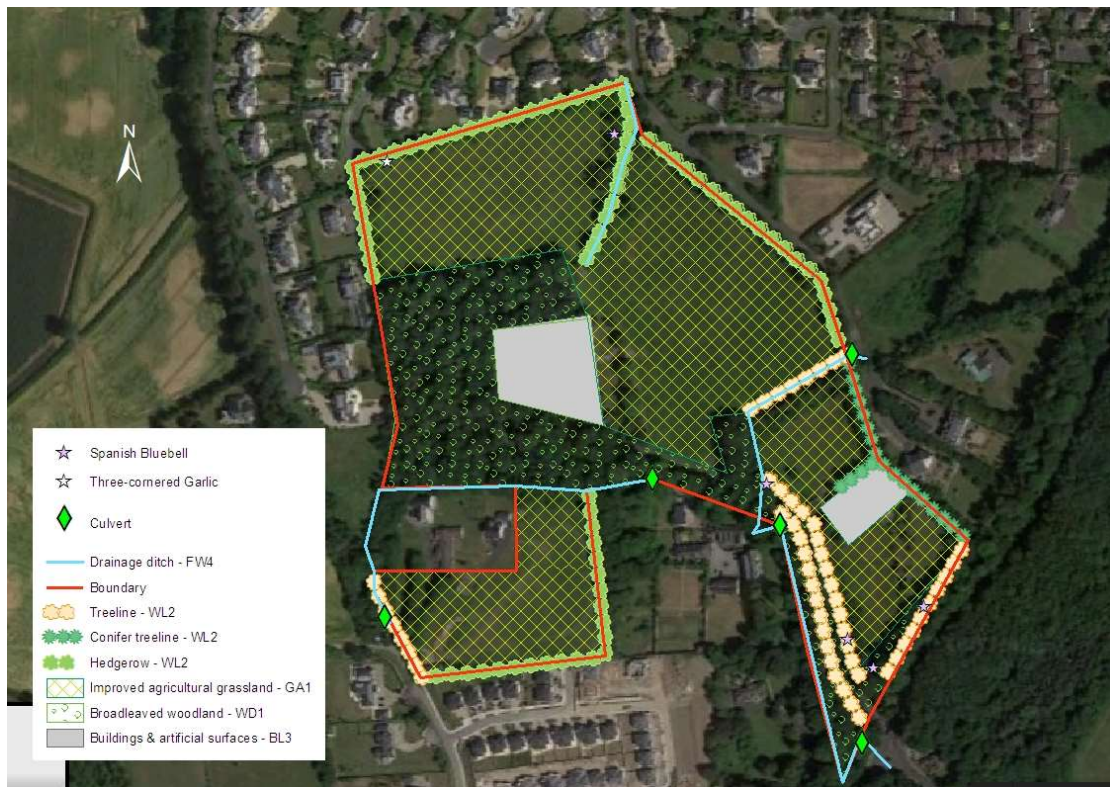 N
Spanish Bluebell
Three-cornered Garlic
Culvert
Drainage ditch - FW4
Boundary
Treeline - WL2
Conifer treeline - WL2
Hedgerow - WL2
Improved agricultural grassland - GA1
Broadleaved woodland - WD1
Buildings & artificial surfaces - BL3